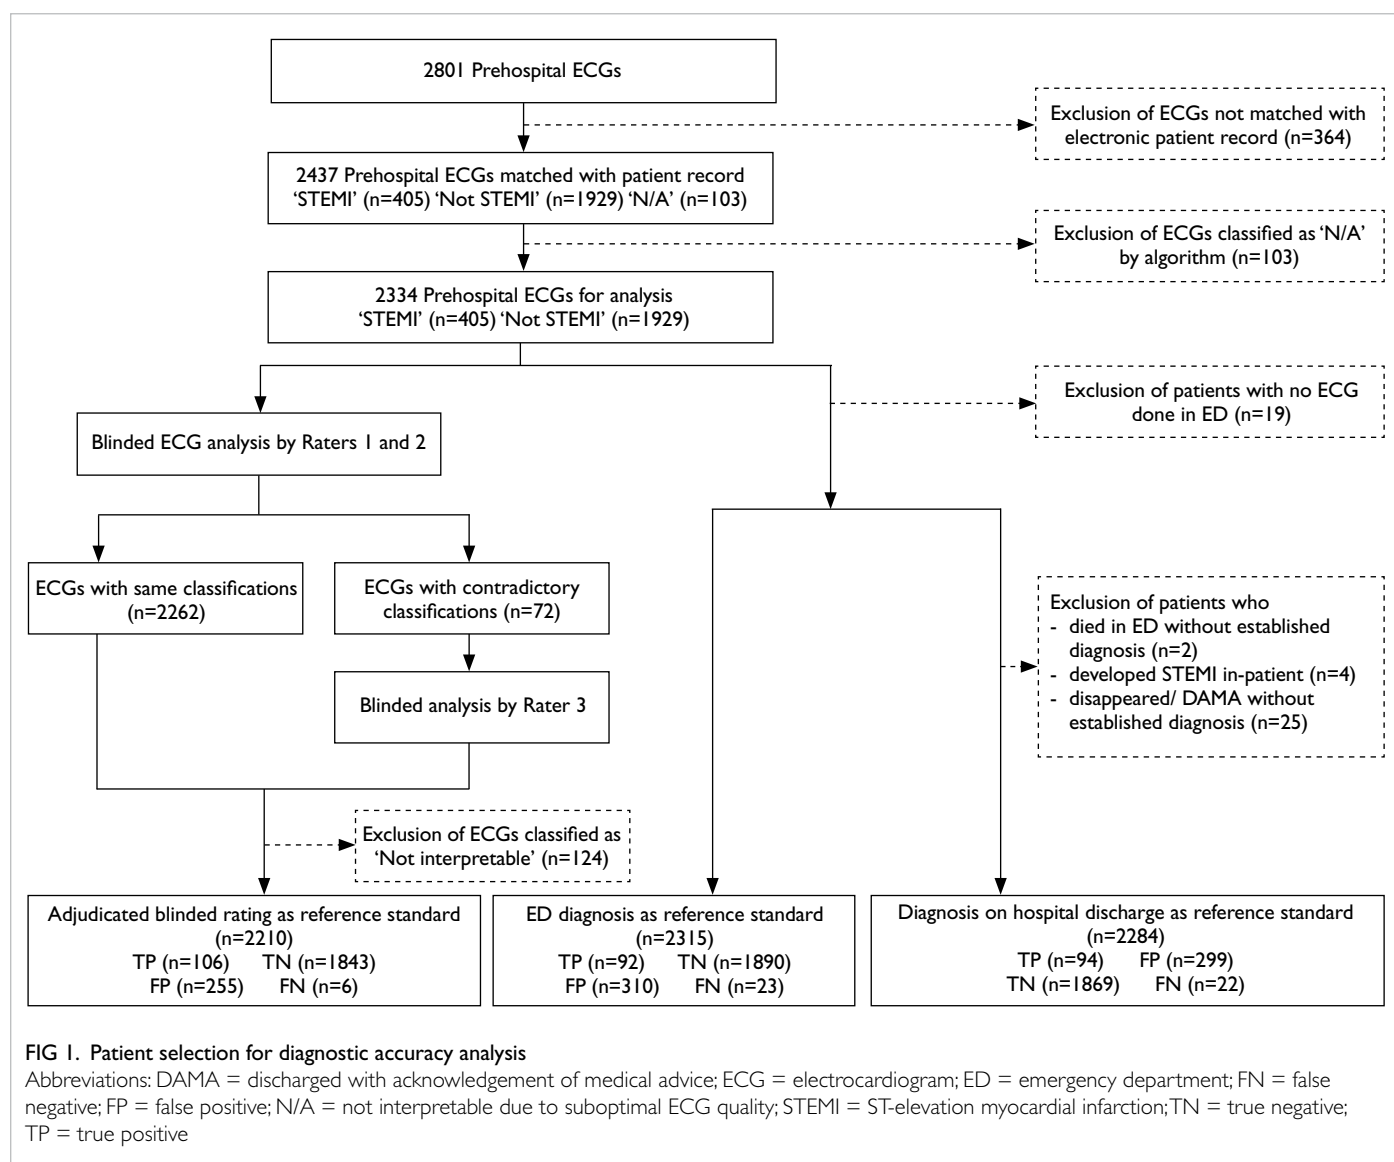 2801 Prehospital ECGs
Exclusion of ECGs not matched with
electronic patient record (n=364)
2437 Prehospital ECGs matched with patient record
‘STEMI’ (n=405) ‘Not STEMI’ (n=1929) ‘N/A’ (n=103)
Exclusion of ECGs classified as ‘N/A’
by algorithm (n=103)
2334 Prehospital ECGs for analysis
‘STEMI’ (n=405) ‘Not STEMI’ (n=1929)
Exclusion of patients with no ECG
done in ED (n=19)
Blinded ECG analysis by Raters 1 and 2
ECGs with same classifications
(n=2262)
ECGs with contradictory
classifications (n=72)
Blinded analysis by Rater 3
Exclusion of patients who
- died in ED without established
diagnosis (n=2)
- developed STEMI in-patient (n=4)
- disappeared/ DAMA without
established diagnosis (n=25)
Exclusion of ECGs classified as
‘Not interpretable’ (n=124)
Adjudicated blinded rating as reference standard
(n=2210)
TP (n=106) TN (n=1843)
FP (n=255) FN (n=6)
ED diagnosis as reference standard
(n=2315)
TP (n=92) TN (n=1890)
FP (n=310) FN (n=23)
Diagnosis on hospital discharge as reference standard
(n=2284)
TP (n=94) FP (n=299)
TN (n=1869) FN (n=22)
FIG 1. Patient selection for diagnostic accuracy analysis
Abbreviations: DAMA = discharged with acknowledgement of medical advice; ECG = electrocardiogram; ED = emergency department; FN = false
negative; FP = false positive; N/A = not interpretable due to suboptimal ECG quality; STEMI = ST-elevation myocardial infarction; TN = true negative;
TP = true positive